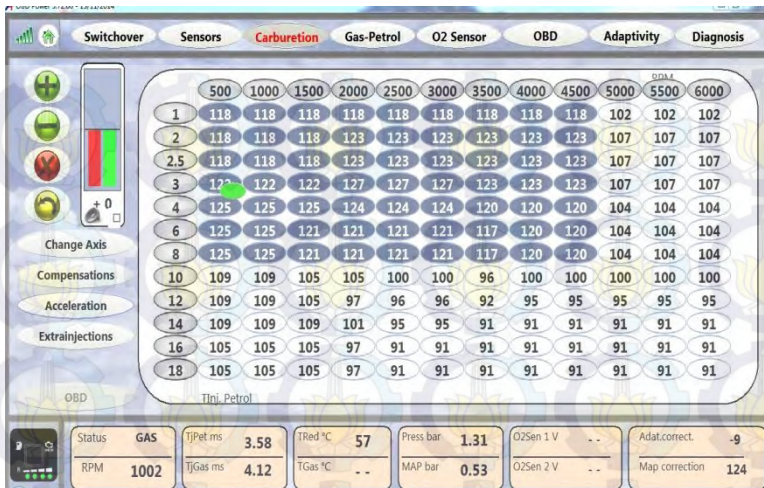 OBD Power 5.72.00 - 13/11/2014
Switchover Sensors Carburetion Gas-Petrol O2 Sensor OBD Adaptivity Diagnosis
RPM
500 1000 1500 2000 2500 3000 3500 4000 4500 5000 5500 6000
1 118 118 118 118 118 118 118 118 118 102 102 102
2 118 118 118 123 123 123 123 123 123 107 107 107
2.5 118 118 118 123 123 123 123 123 123 107 107 107
3 122 122 122 127 127 127 123 123 123 107 107 107
4 125 125 125 124 124 124 120 120 120 104 104 104
6 125 125 121 121 121 121 117 120 120 104 104 104
8 125 125 121 121 121 121 117 120 120 104 104 104
10 109 109 105 105 100 100 96 100 100 100 100 100
12 109 109 105 97 96 96 92 95 95 95 95 95
14 109 109 109 101 95 95 91 91 91 91 91 91
16 105 105 105 97 91 91 91 91 91 91 91 91
18 105 105 105 97 91 91 91 91 91 91 91 91
+ 0
Change Axis
Compensations
Acceleration
Extrainjections
OBD
TInj. Petrol
Status GAS TjPet ms 3.58 TRed °C 57 Press bar 1.31 O2Sen 1 V - - Adat.correct. -9
RPM 1002 TjGas ms 4.12 TGas °C - - MAP bar 0.53 O2Sen 2 V - - Map correction 124